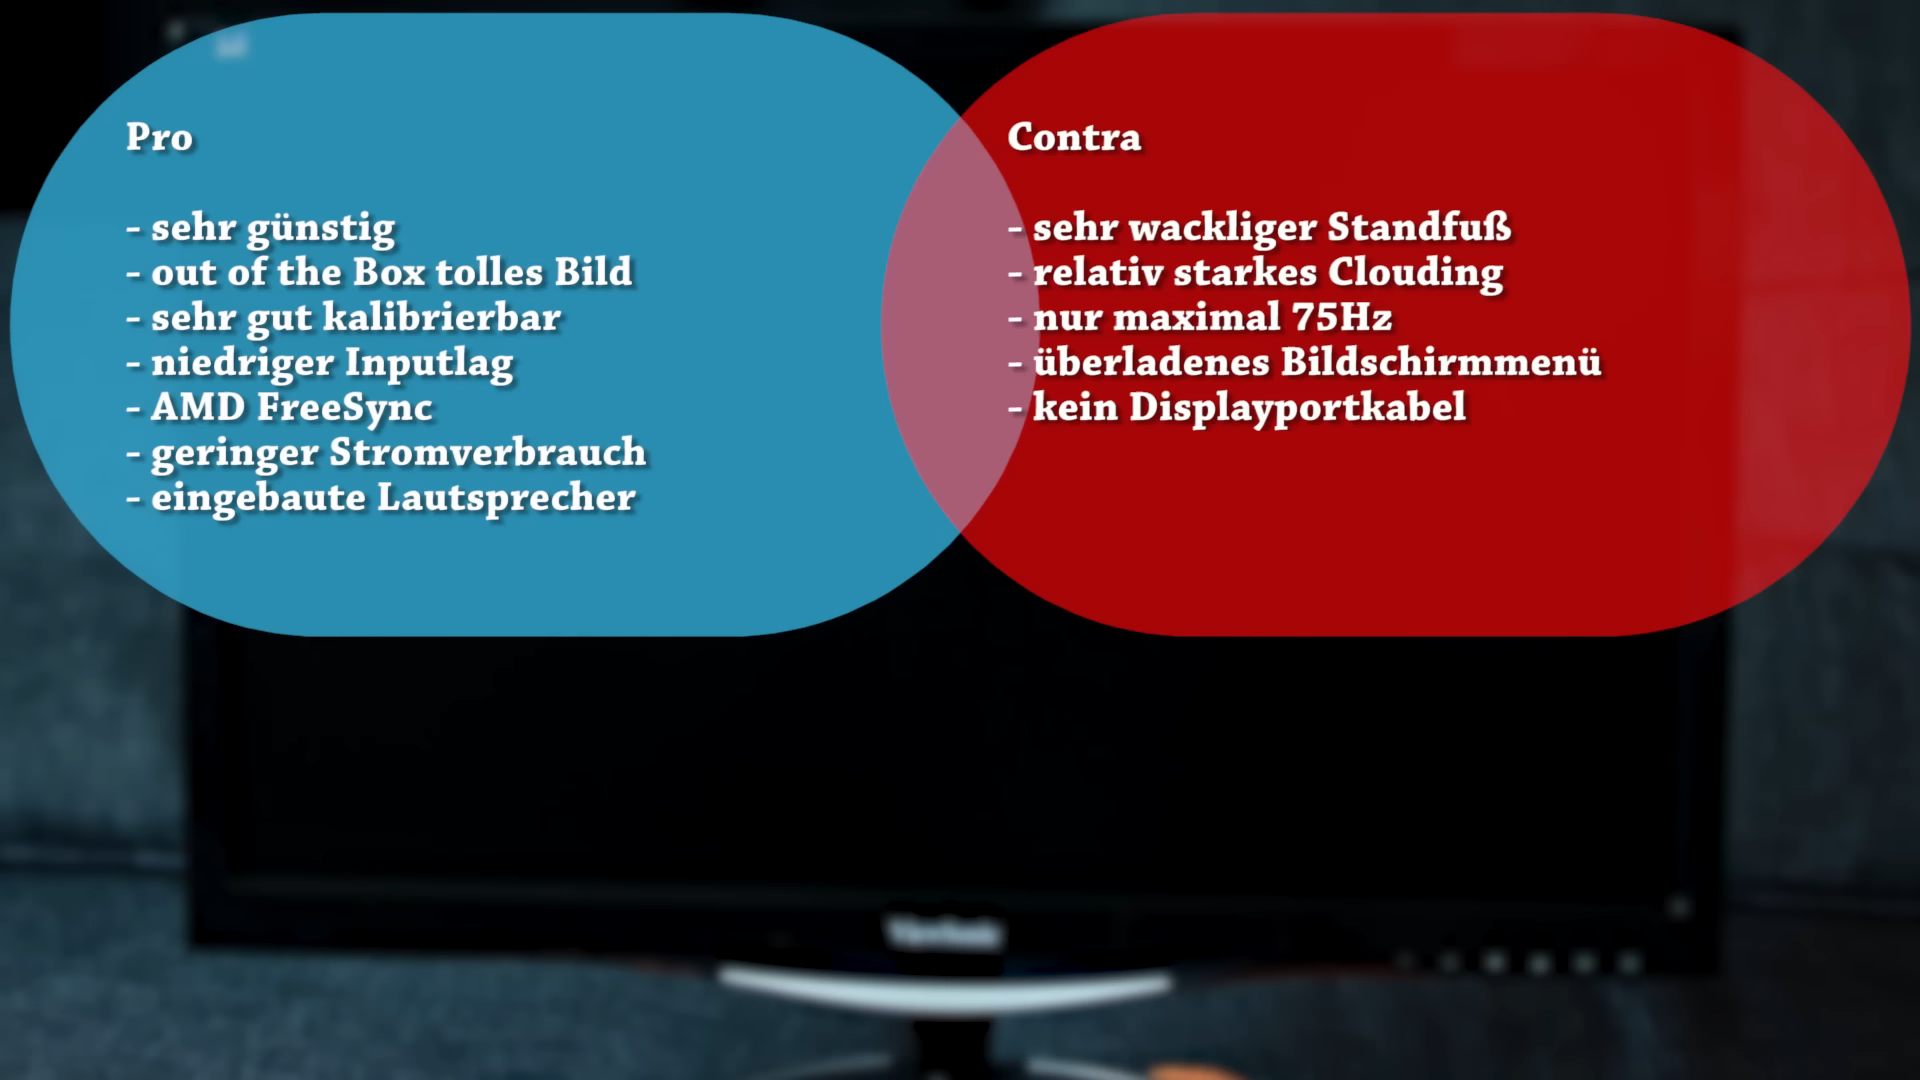 Pro
- sehr günstig
- out of the Box tolles Bild
- sehr gut kalibrierbar
- niedriger Inputlag
- AMD FreeSync
- geringer Stromverbrauch
- eingebaute Lautsprecher
Contra
- sehr wackliger Standfuß
- relativ starkes Clouding
- nur maximal 75Hz
- überladenes Bildschirmmenü
- kein Displayportkabel